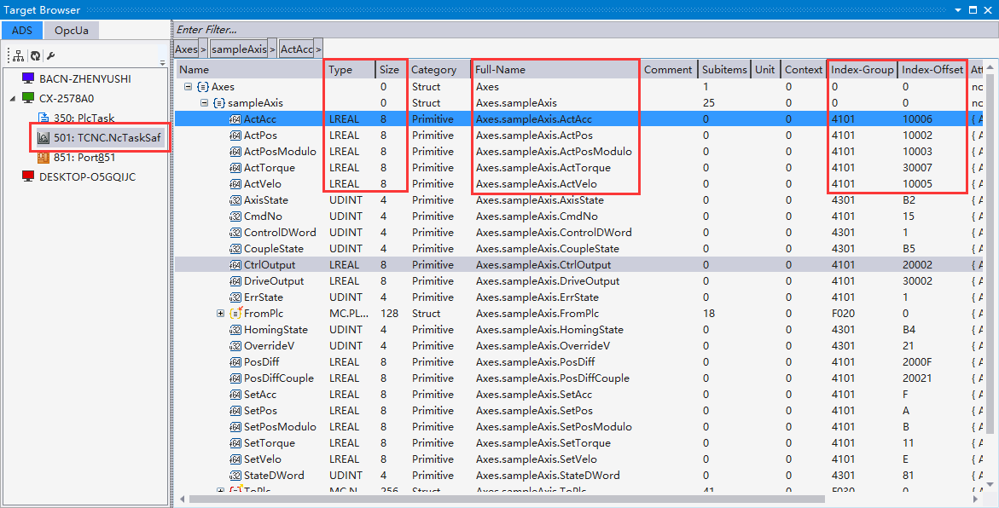 Target Browser
ADS OpcUa
BACN-ZHENYUSHI
CX-2578A0
350: PlcTask
501: TCNC.NcTaskSaf
851: Port851
DESKTOP-O5GQIJC
Enter Filter...
Axes > sampleAxis > ActAcc >
Name Type Size Category Full-Name Comment Subitems Unit Context Index-Group Index-Offset Att
Axes 0 Struct Axes 1 0 0 0 nc
sampleAxis 0 Struct Axes.sampleAxis 25 0 0 0 nc
ActAcc LREAL 8 Primitive Axes.sampleAxis.ActAcc 0 0 4101 10006 { A
ActPos LREAL 8 Primitive Axes.sampleAxis.ActPos 0 0 4101 10002 { A
ActPosModulo LREAL 8 Primitive Axes.sampleAxis.ActPosModulo 0 0 4101 10003 { A
ActTorque LREAL 8 Primitive Axes.sampleAxis.ActTorque 0 0 4101 30007 { A
ActVelo LREAL 8 Primitive Axes.sampleAxis.ActVelo 0 0 4101 10005 { A
AxisState UDINT 4 Primitive Axes.sampleAxis.AxisState 0 0 4301 B2 { A
CmdNo UDINT 4 Primitive Axes.sampleAxis.CmdNo 0 0 4101 15 { A
ControlDWord UDINT 4 Primitive Axes.sampleAxis.ControlDWord 0 0 4301 1 { A
CoupleState UDINT 4 Primitive Axes.sampleAxis.CoupleState 0 0 4301 B5 { A
CtrlOutput LREAL 8 Primitive Axes.sampleAxis.CtrlOutput 0 0 4101 20002 { A
DriveOutput LREAL 8 Primitive Axes.sampleAxis.DriveOutput 0 0 4101 30002 { A
ErrState UDINT 4 Primitive Axes.sampleAxis.ErrState 0 0 4101 1 { A
FromPlc MC.PL... 128 Struct Axes.sampleAxis.FromPlc 18 0 F020 0 { A
HomingState UDINT 4 Primitive Axes.sampleAxis.HomingState 0 0 4301 B4 { A
OverrideV UDINT 4 Primitive Axes.sampleAxis.OverrideV 0 0 4301 21 { A
PosDiff LREAL 8 Primitive Axes.sampleAxis.PosDiff 0 0 4101 2000F { A
PosDiffCouple LREAL 8 Primitive Axes.sampleAxis.PosDiffCouple 0 0 4101 20021 { A
SetAcc LREAL 8 Primitive Axes.sampleAxis.SetAcc 0 0 4101 F { A
SetPos LREAL 8 Primitive Axes.sampleAxis.SetPos 0 0 4101 A { A
SetPosModulo LREAL 8 Primitive Axes.sampleAxis.SetPosModulo 0 0 4101 B { A
SetTorque LREAL 8 Primitive Axes.sampleAxis.SetTorque 0 0 4101 11 { A
SetVelo LREAL 8 Primitive Axes.sampleAxis.SetVelo 0 0 4101 E { A
StateDWord UDINT 4 Primitive Axes.sampleAxis.StateDWord 0 0 4301 81 { A
ToPlc MC.N 256 Struct Axes.sampleAxis.ToPlc 41 0 F030 0 { A